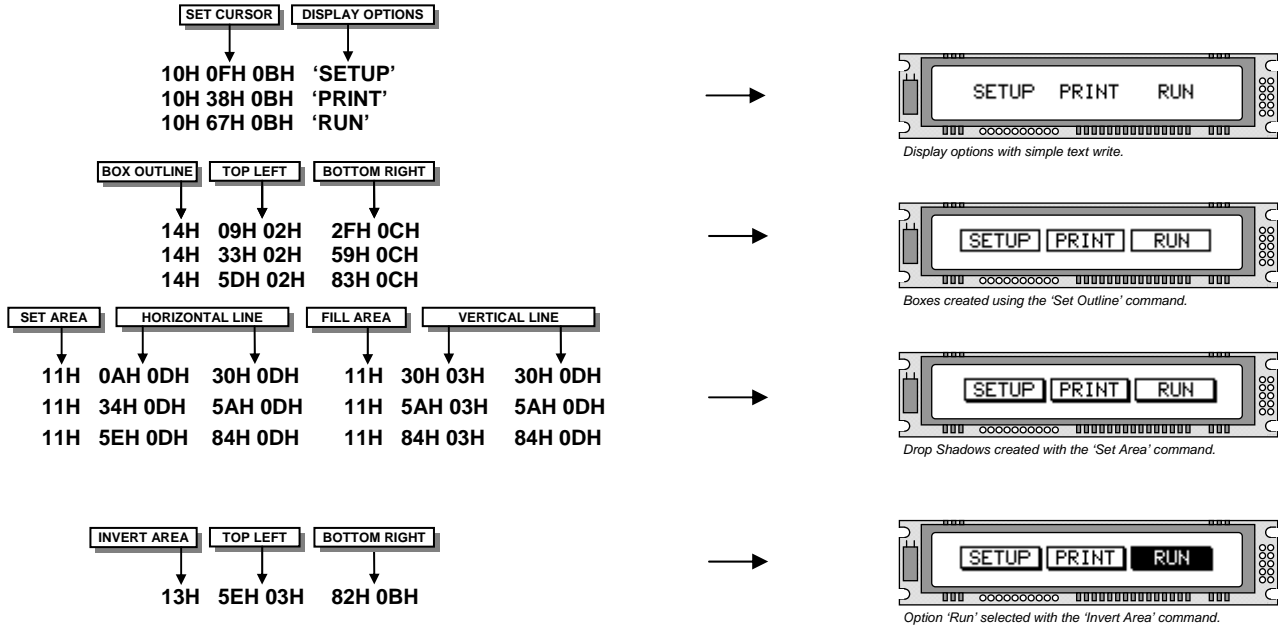 SET CURSOR DISPLAY OPTIONS
10H 0FH 0BH ‘SETUP’
10H 38H 0BH ‘PRINT’
10H 67H 0BH ‘RUN’
SETUP PRINT RUN
Display options with simple text write.
BOX OUTLINE TOP LEFT BOTTOM RIGHT
14H 09H 02H 2FH 0CH
14H 33H 02H 59H 0CH
14H 5DH 02H 83H 0CH
SETUP PRINT RUN
Boxes created using the ‘Set Outline’ command.
SET AREA HORIZONTAL LINE FILL AREA VERTICAL LINE
11H 0AH 0DH 30H 0DH 11H 30H 03H 30H 0DH
11H 34H 0DH 5AH 0DH 11H 5AH 03H 5AH 0DH
11H 5EH 0DH 84H 0DH 11H 84H 03H 84H 0DH
SETUP PRINT RUN
Drop Shadows created with the ‘Set Area’ command.
INVERT AREA TOP LEFT BOTTOM RIGHT
13H 5EH 03H 82H 0BH
SETUP PRINT RUN
Option ‘Run’ selected with the ‘Invert Area’ command.